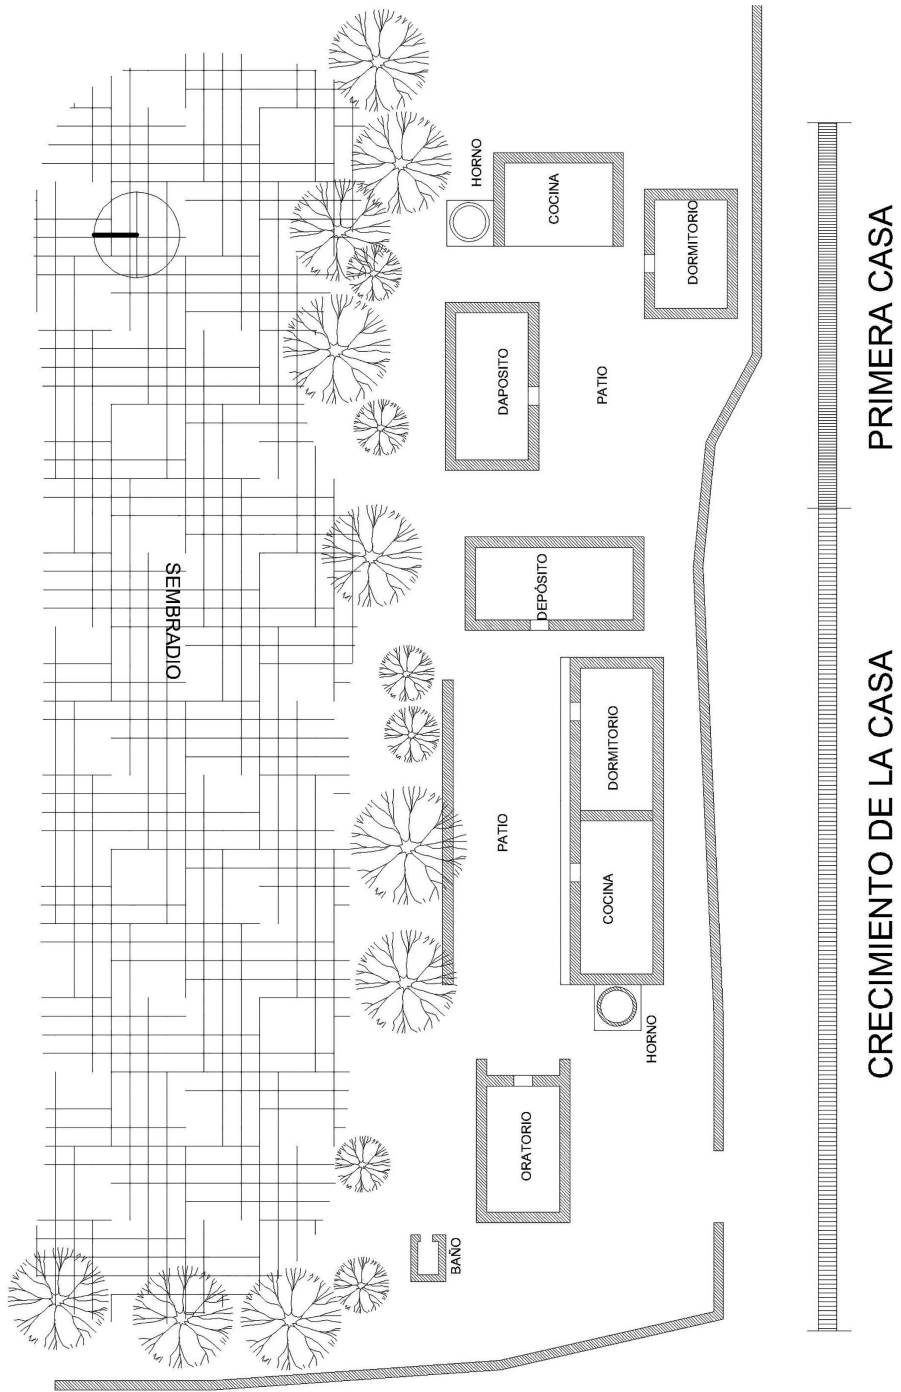 HORNO
COCINA
DORMITORIO
DAPOSITO
PATIO
PRIMERA CASA
SEMBRADIO
DEPÓSITO
DORMITORIO
PATIO
COCINA
HORNO
CRECIMIENTO DE LA CASA
ORATORIO
BAÑO